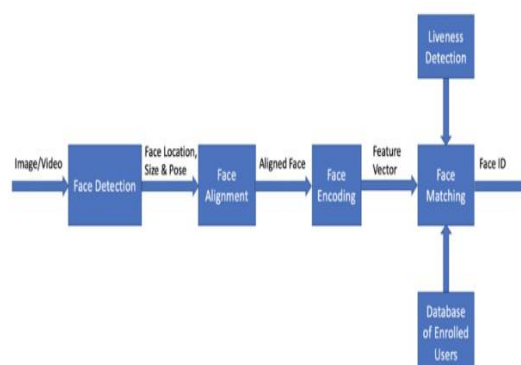 Liveness
Detection
Image/Video
Face Detection
Face Location,
Size & Pose
Face
Alignment
Aligned Face
Face
Encoding
Feature
Vector
Face
Matching
Face ID
Database
of Enrolled
Users